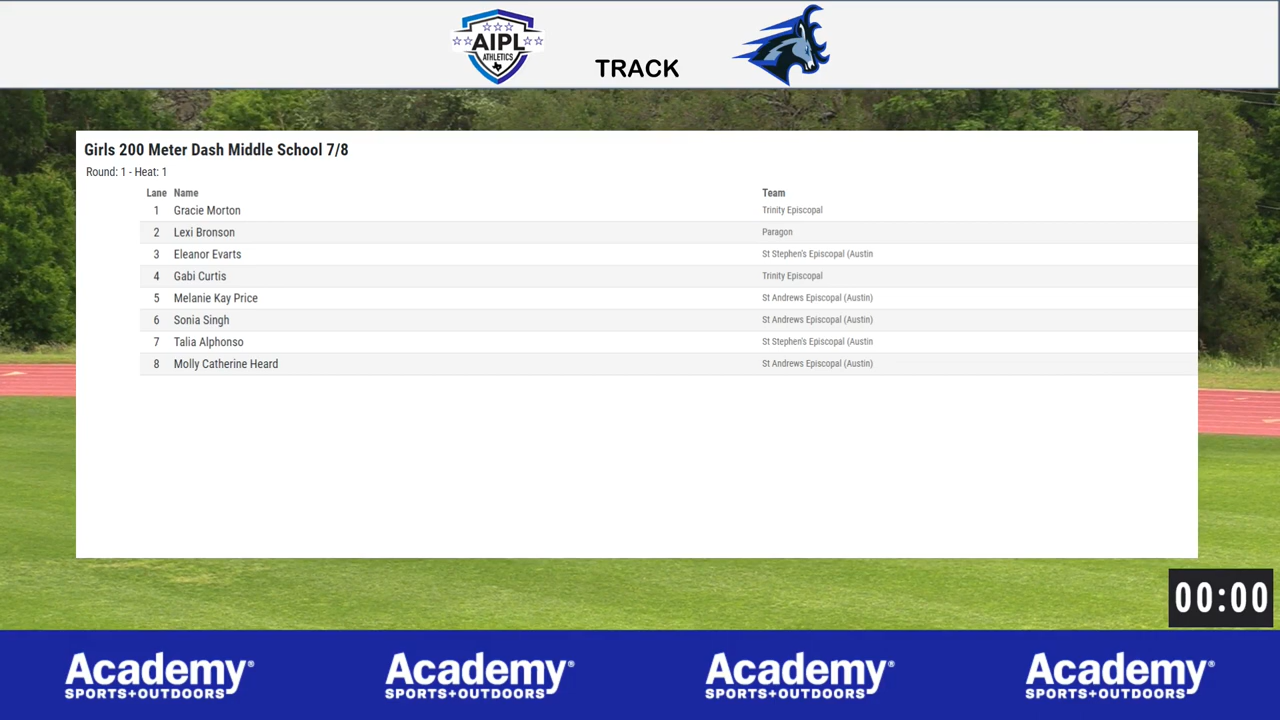 AIPL
ATHLETICS
TRACK
Girls 200 Meter Dash Middle School 7/8
Round: 1 - Heat: 1
Lane Name Team
1 Gracie Morton Trinity Episcopal
2 Lexi Bronson Paragon
3 Eleanor Evarts St Stephen's Episcopal (Austin
4 Gabi Curtis Trinity Episcopal
5 Melanie Kay Price St Andrews Episcopal (Austin)
6 Sonia Singh St Andrews Episcopal (Austin)
7 Talia Alphonso St Stephen's Episcopal (Austin
8 Molly Catherine Heard St Andrews Episcopal (Austin)
00:00
Academy® Academy® Academy® Academy®
SPORTS+OUTDOORS SPORTS+OUTDOORS SPORTS+OUTDOORS SPORTS+OUTDOORS